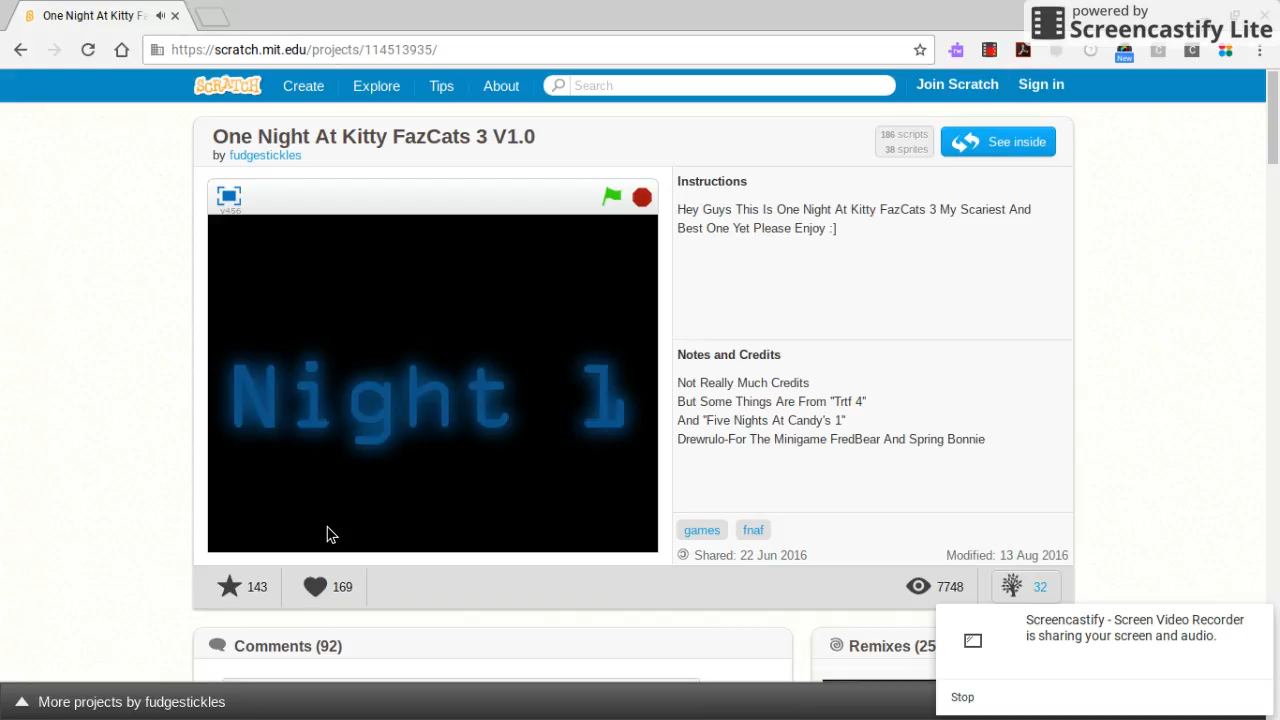 One Night At Kitty Fa
powered by
Screencastify Lite
https://scratch.mit.edu/projects/114513935/
New
SCRATCH
Create
Explore
Tips
About
Search
Join Scratch
Sign in
One Night At Kitty FazCats 3 V1.0
by fudgestickles
186 scripts
38 sprites
See inside
v456
Night 1
Instructions
Hey Guys This Is One Night At Kitty FazCats 3 My Scariest And
Best One Yet Please Enjoy :]
Notes and Credits
Not Really Much Credits
But Some Things Are From "Trtf 4"
And "Five Nights At Candy's 1"
Drewrulo-For The Minigame FredBear And Spring Bonnie
games
fnaf
Shared: 22 Jun 2016
Modified: 13 Aug 2016
143
169
7748
32
Comments (92)
Remixes (25
Screencastify - Screen Video Recorder
is sharing your screen and audio.
Stop
More projects by fudgestickles